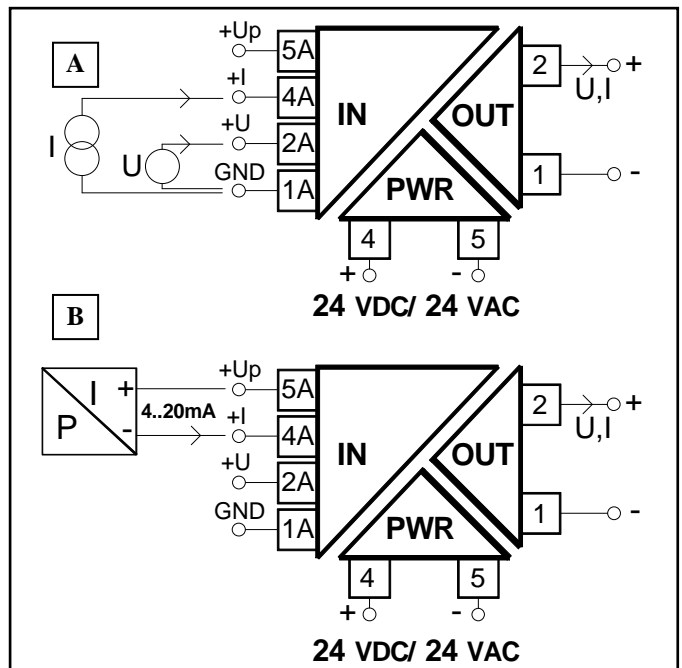 A
+Up
5A
+I
4A
+U
2A
GND
1A
I
U
IN
OUT
PWR
2
+
U,I
1
-
4
5
+
-
24 VDC/ 24 VAC
B
+Up
5A
I
+
P
-
4..20mA
+I
4A
+U
2A
GND
1A
IN
OUT
PWR
2
+
U,I
1
-
4
5
+
-
24 VDC/ 24 VAC